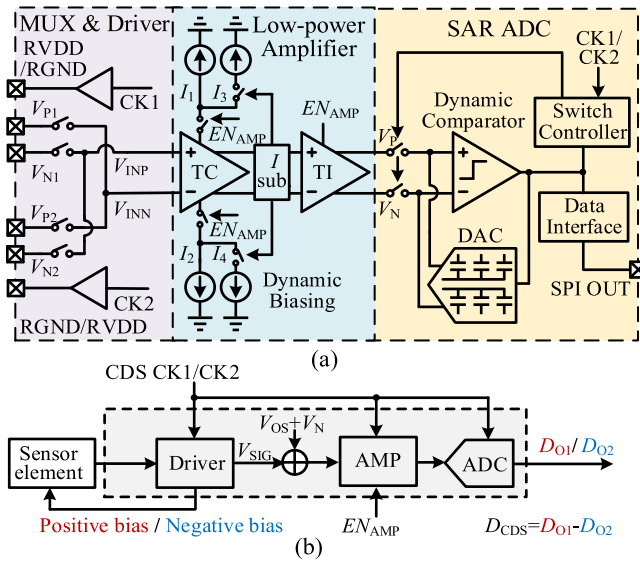 MUX & Driver
RVDD
/RGND
CK1
VP1
VN1
VINP
VINN
VP2
VN2
CK2
RGND/RVDD
Low-power
Amplifier
I1
I3
ENAMP
TC
I
sub.
ENAMP
TI
ENAMP
I2
I4
Dynamic
Biasing
SAR ADC
CK1/
CK2
Dynamic
Comparator
Switch
Controller
VP
VN
DAC
Data
Interface
SPI OUT
(a)
CDS CK1/CK2
VOS+VN
Sensor
element
Driver
VSIG
AMP
ADC
DO1/ DO2
Positive bias / Negative bias
ENAMP
DCDS=DO1-DO2
(b)